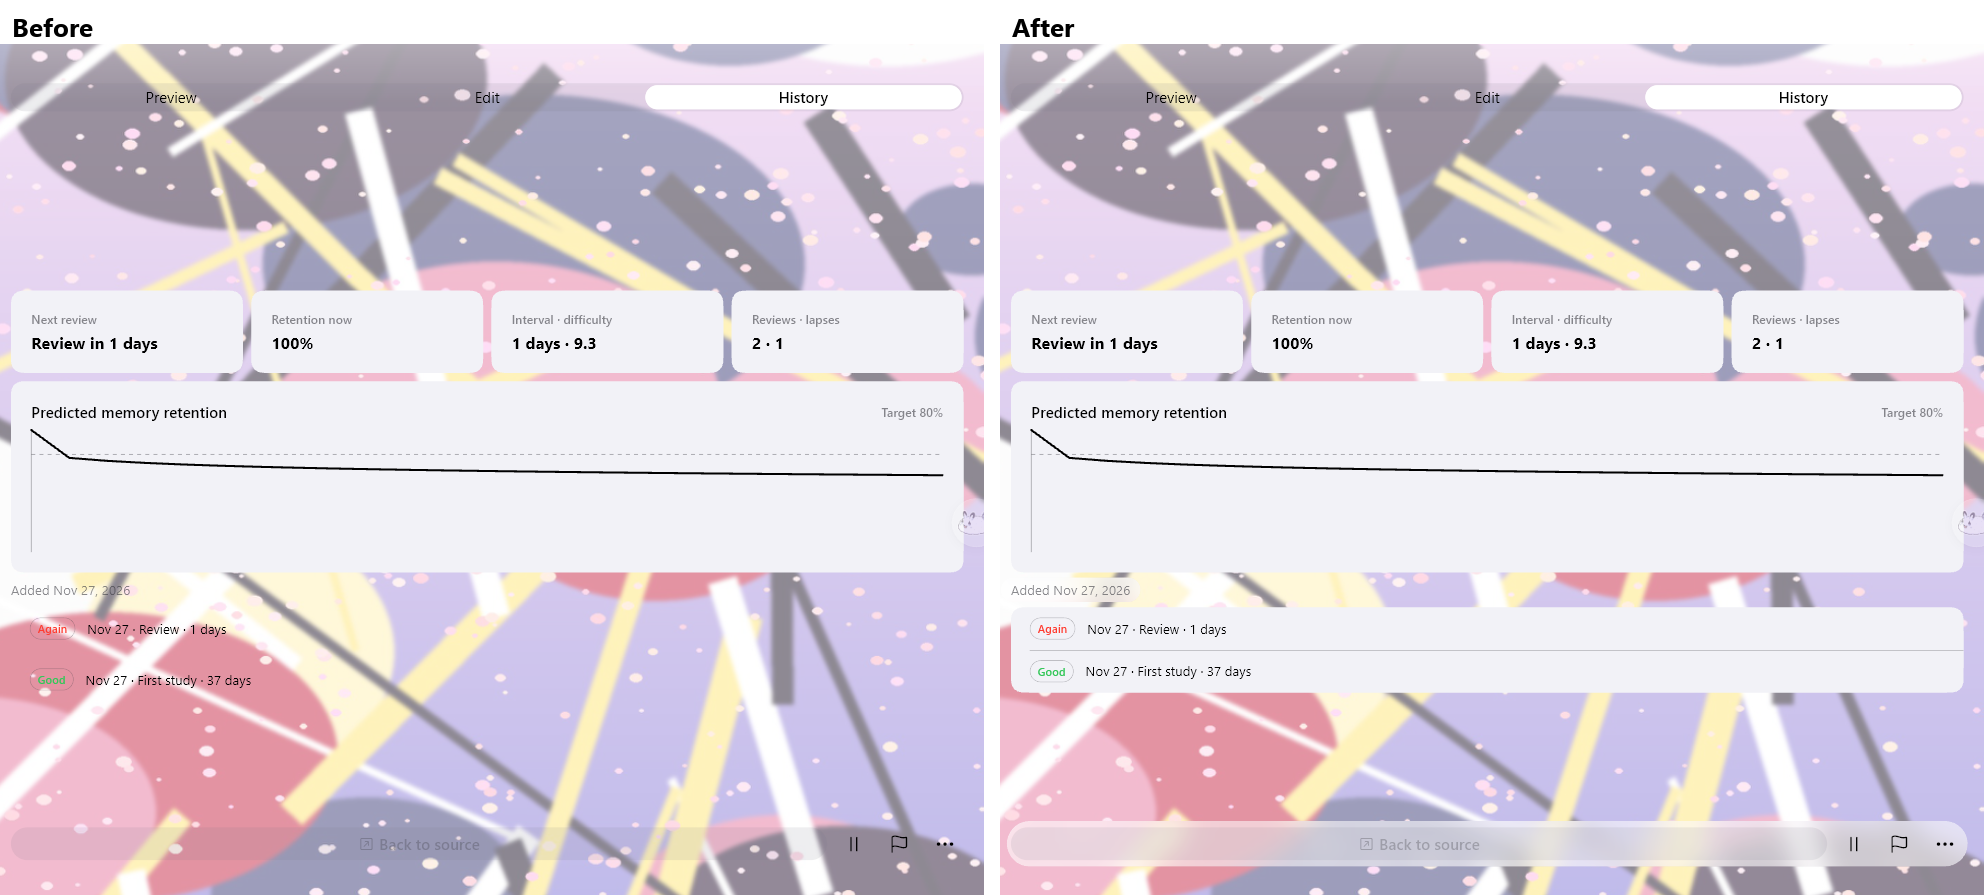 Before
Preview Edit History
Next review Retention now Interval · difficulty Reviews · lapses
Review in 1 days 100% 1 days · 9.3 2 · 1
Predicted memory retention Target 80%
Added Nov 27, 2026
Again Nov 27 · Review · 1 days
Good Nov 27 · First study · 37 days
Back to source
After
Preview Edit History
Next review Retention now Interval · difficulty Reviews · lapses
Review in 1 days 100% 1 days · 9.3 2 · 1
Predicted memory retention Target 80%
Added Nov 27, 2026
Again Nov 27 · Review · 1 days
Good Nov 27 · First study · 37 days
Back to source